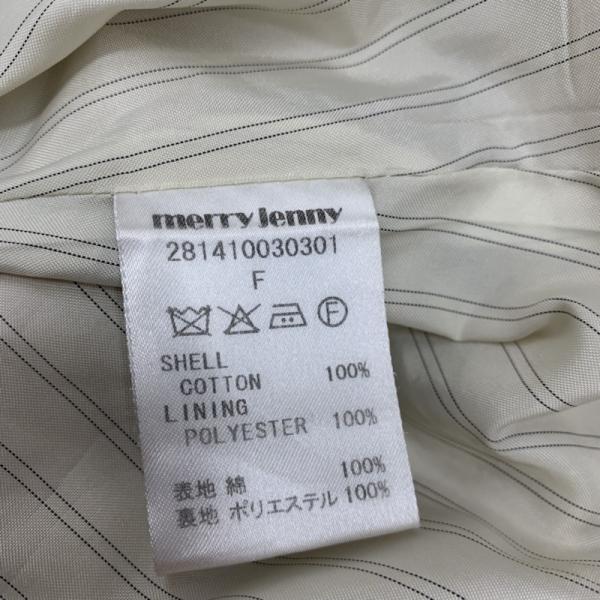 merry jenny
281410030301
F
F
SHELL
COTTON 100%
LINING
POLYESTER 100%
表地 綿 100%
裏地 ポリエステル 100%